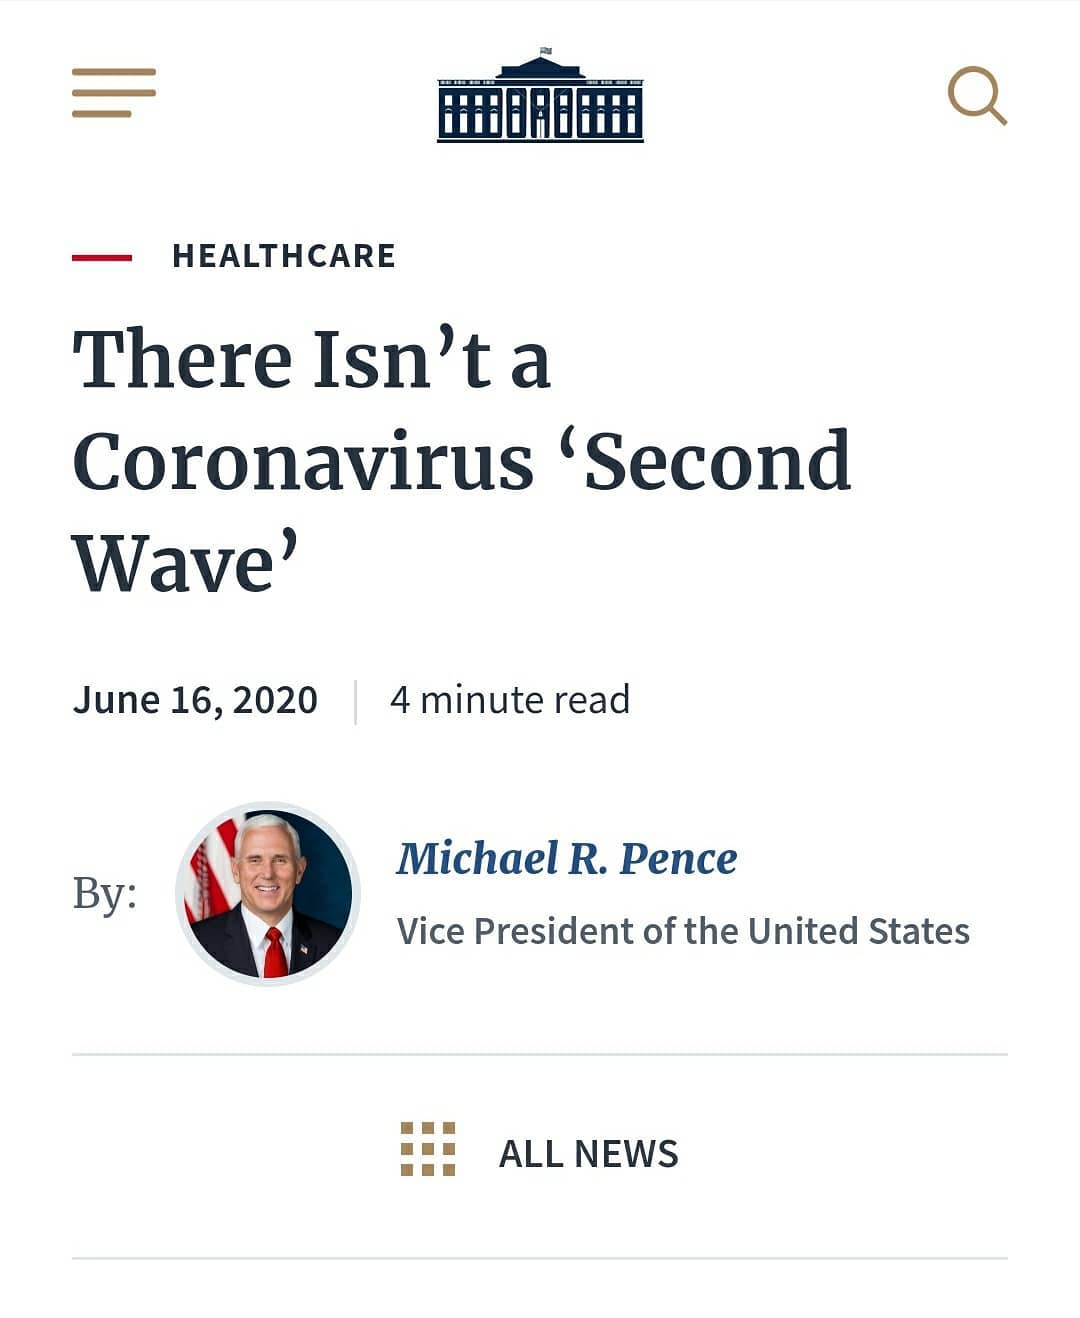 HEALTHCARE
There Isn’t a
Coronavirus ‘Second
Wave’
June 16, 2020 | 4 minute read
By:
Michael R. Pence
Vice President of the United States
ALL NEWS